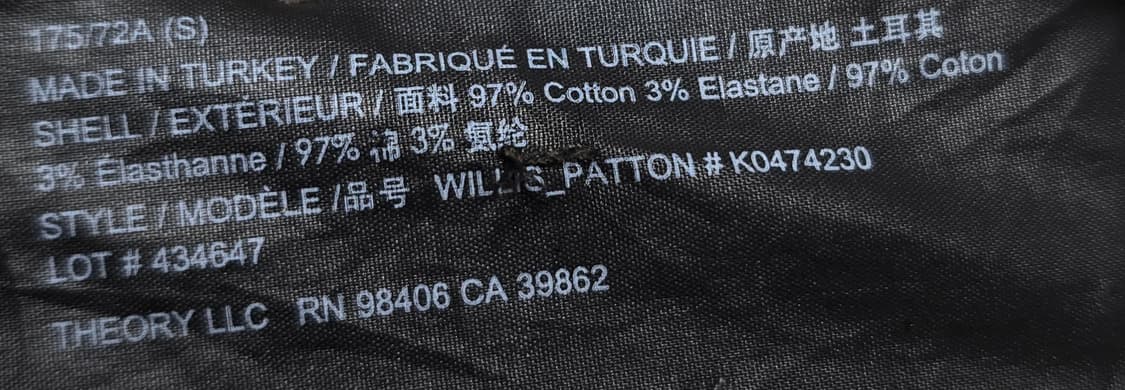 175/72A (S)
MADE IN TURKEY / FABRIQUÉ EN TURQUIE / 原产地 土耳其
SHELL / EXTÉRIEUR / 面料 97% Cotton 3% Elastane / 97% Coton
3% Élasthanne / 97% 棉 3% 氨纶
STYLE / MODÈLE /品号 WILLIS_PATTON # K0474230
LOT # 434647
THEORY LLC RN 98406 CA 39862